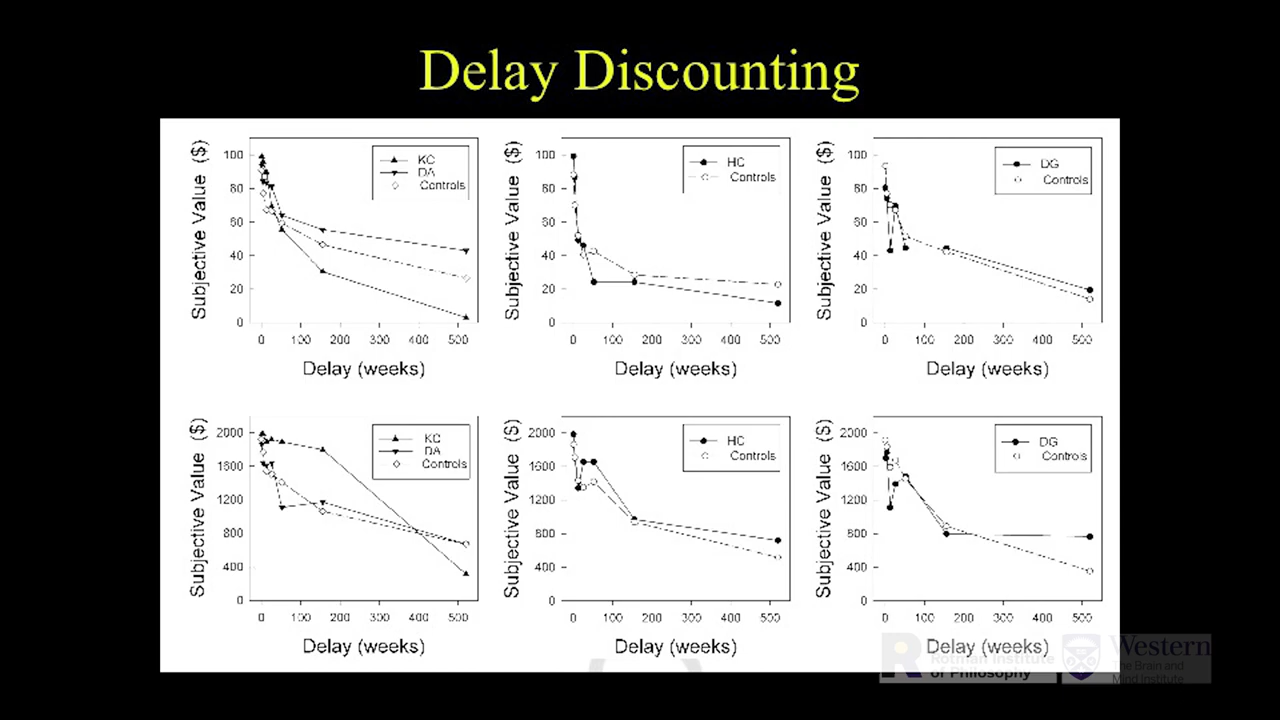 Delay Discounting
Subjective Value ($)
100
80
60
40
20
0
KC
DA
Controls
0 100 200 300 400 500
Delay (weeks)
Subjective Value ($)
100
80
60
40
20
0
HC
Controls
0 100 200 300 400 500
Delay (weeks)
Subjective Value ($)
100
80
60
40
20
0
DG
Controls
0 100 200 300 400 500
Delay (weeks)
Subjective Value ($)
2000
1600
1200
800
400
0
KC
DA
Controls
0 100 200 300 400 500
Delay (weeks)
Subjective Value ($)
2000
1600
1200
800
400
0
HC
Controls
0 100 200 300 400 500
Delay (weeks)
Subjective Value ($)
2000
1600
1200
800
400
0
DG
Controls
0 100 200 300 400 500
Delay (weeks)
R
Rotman Institute
of Philosophy
Western
The Brain and
Mind Institute